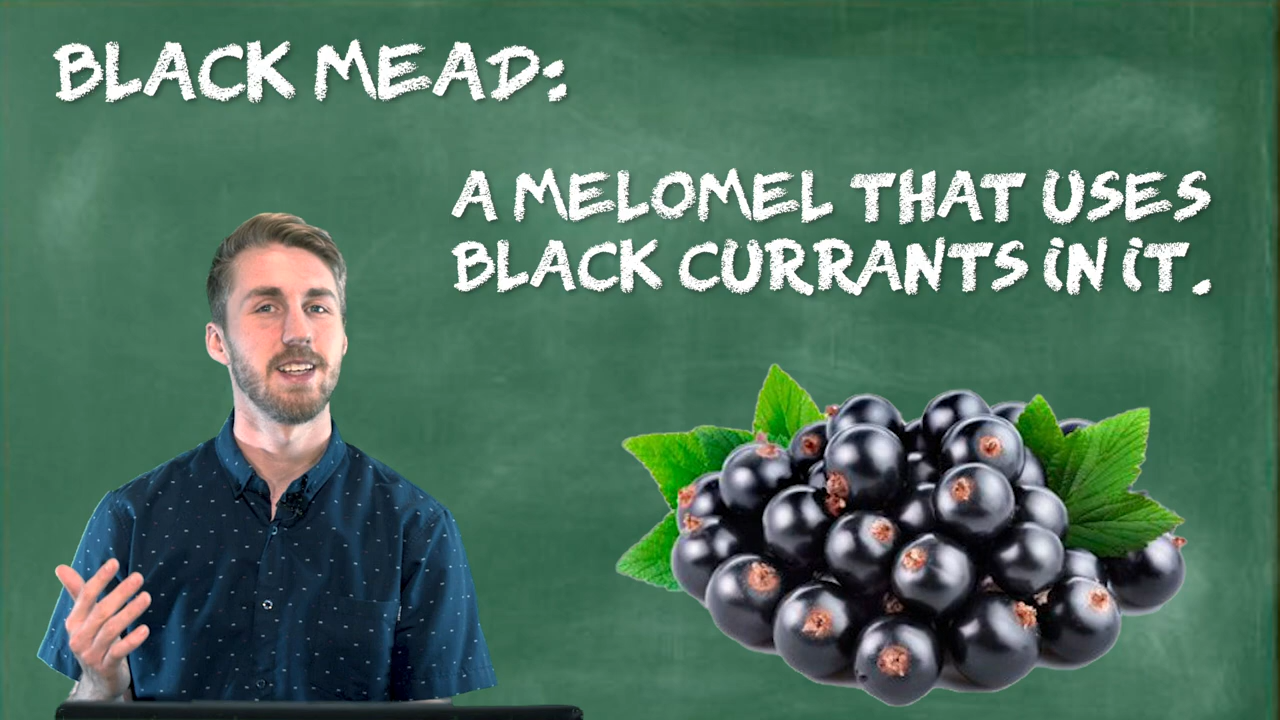 BLACK MEAD:
A MELOMEL THAT USES
BLACK CURRANTS IN IT.